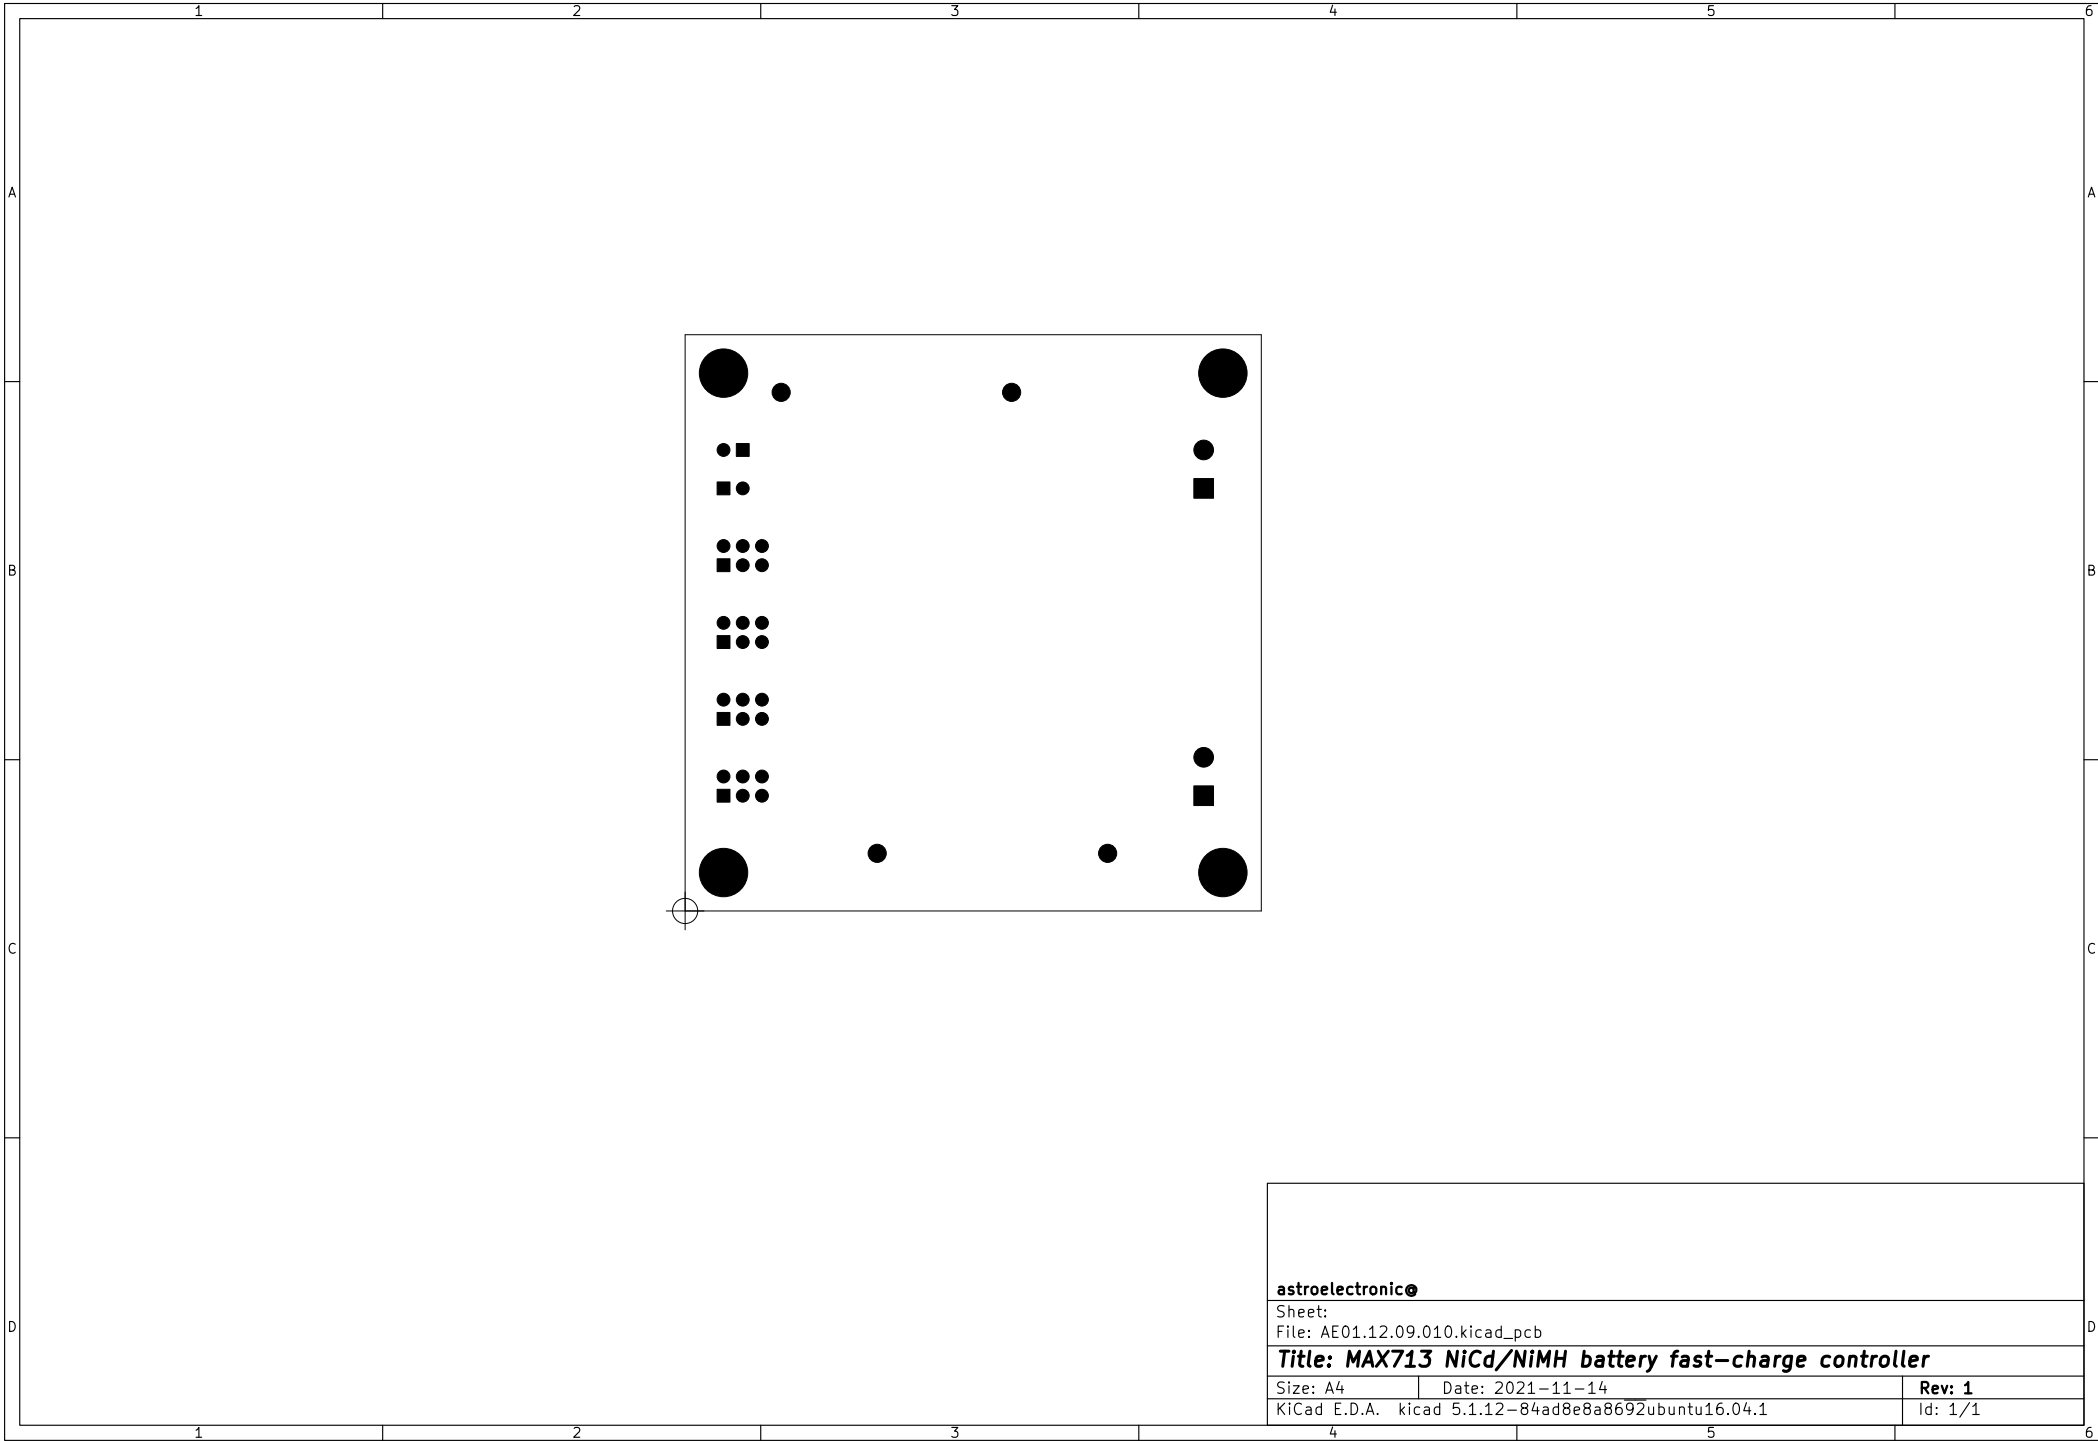 1 2 3 4 5 6
A A
B B
C C
astroelectronic@
Sheet:
D D
File: AE01.12.09.010.kicad_pcb
Title: MAX713 NiCd/NiMH battery fast-charge controller
Size: A4 Date: 2021-11-14 Rev: 1
KiCad E.D.A. kicad 5.1.12-84ad8e8a8692ubuntu16.04.1 Id: 1/1
1 2 3 4 5 6